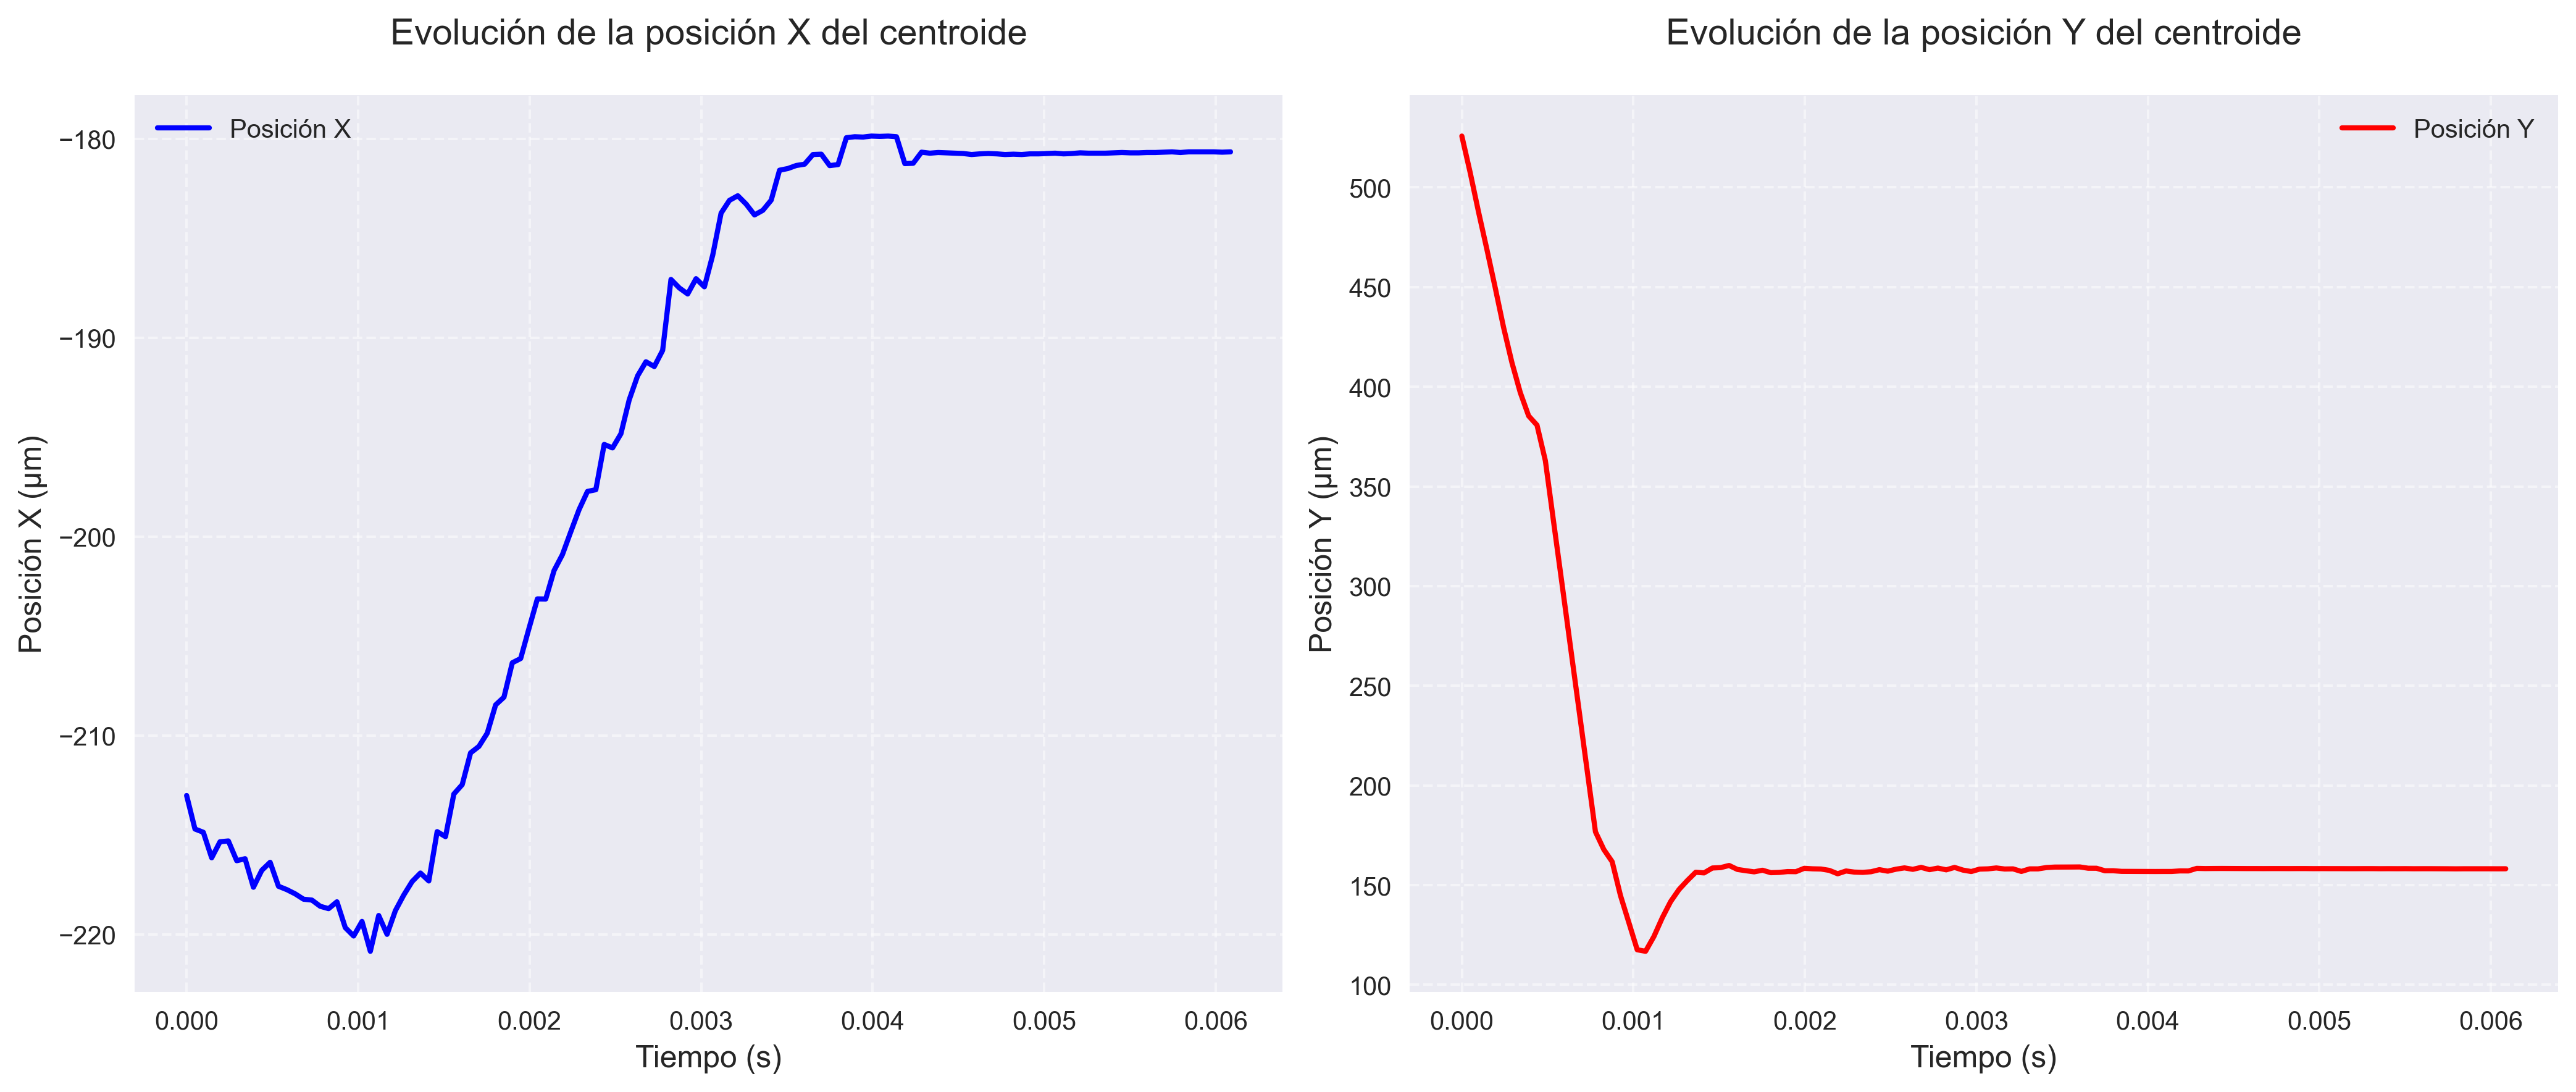 Evolución de la posición X del centroide
Posición X
−180
−190
−200
−210
−220
Posición X (μm)
0.000 0.001 0.002 0.003 0.004 0.005 0.006
Tiempo (s)
Evolución de la posición Y del centroide
Posición Y
500
450
400
350
300
250
200
150
100
Posición Y (μm)
0.000 0.001 0.002 0.003 0.004 0.005 0.006
Tiempo (s)